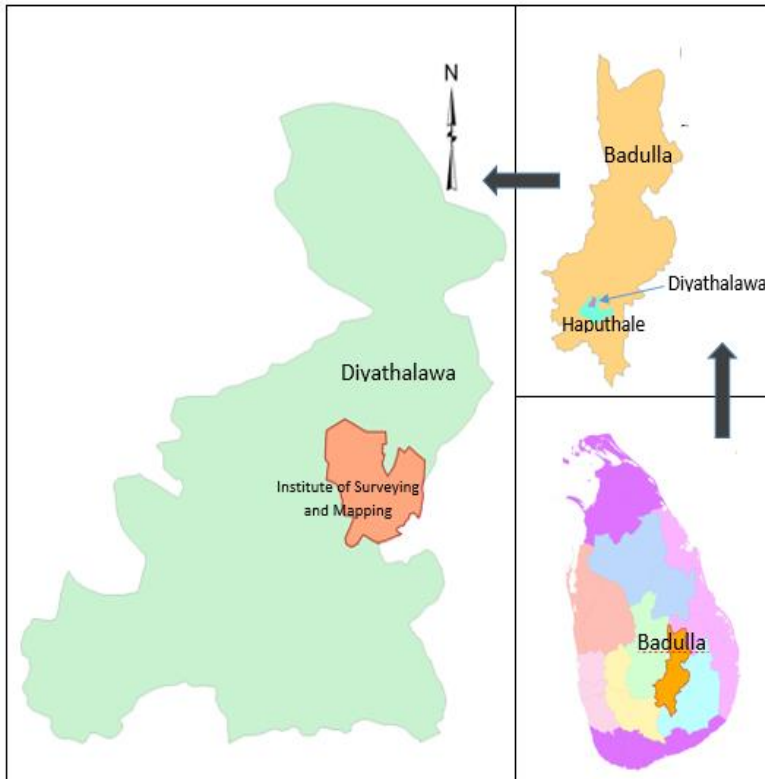 N
Diyathalawa
Institute of Surveying
and Mapping
Badulla
Diyathalawa
Haputhale
Badulla